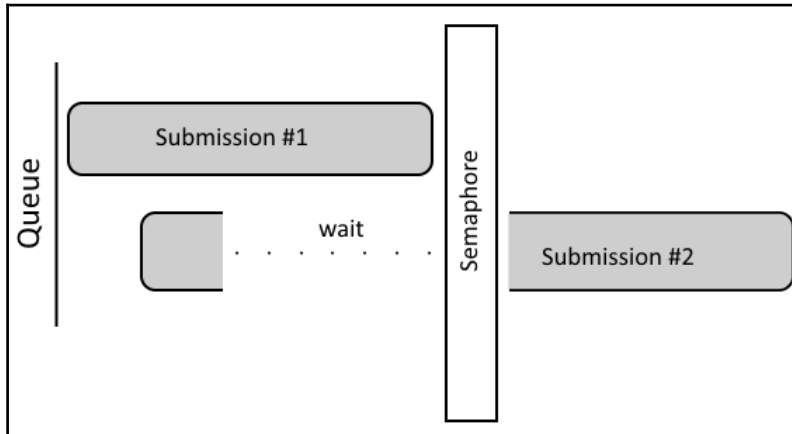 Queue
Submission #1
wait
Semaphore
Submission #2